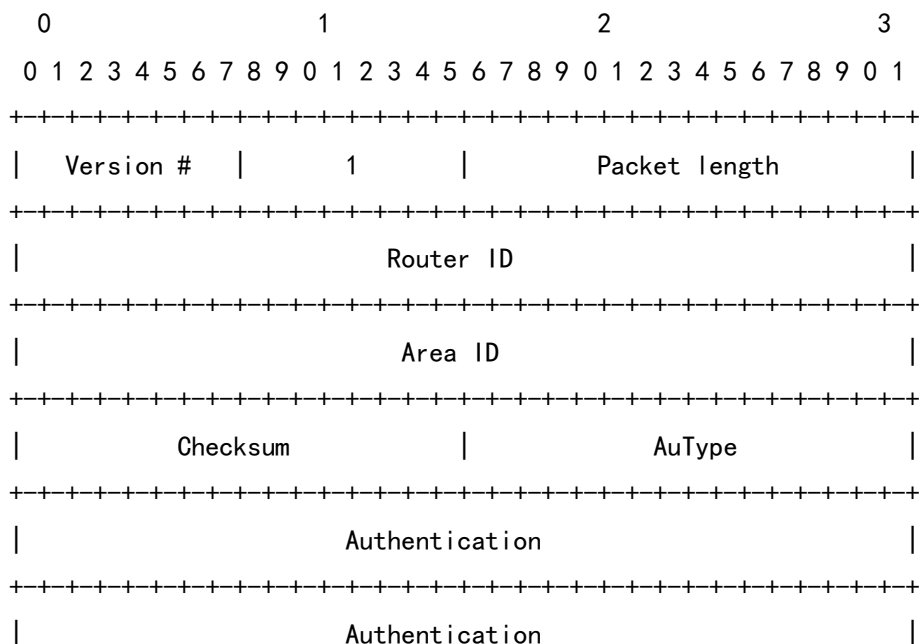 0                   1                   2                   3
0 1 2 3 4 5 6 7 8 9 0 1 2 3 4 5 6 7 8 9 0 1 2 3 4 5 6 7 8 9 0 1
+-+-+-+-+-+-+-+-+-+-+-+-+-+-+-+-+-+-+-+-+-+-+-+-+-+-+-+-+-+-+-+-+
|   Version #   |       1       |         Packet length         |
+-+-+-+-+-+-+-+-+-+-+-+-+-+-+-+-+-+-+-+-+-+-+-+-+-+-+-+-+-+-+-+-+
|                          Router ID                            |
+-+-+-+-+-+-+-+-+-+-+-+-+-+-+-+-+-+-+-+-+-+-+-+-+-+-+-+-+-+-+-+-+
|                           Area ID                             |
+-+-+-+-+-+-+-+-+-+-+-+-+-+-+-+-+-+-+-+-+-+-+-+-+-+-+-+-+-+-+-+-+
|           Checksum            |             AuType            |
+-+-+-+-+-+-+-+-+-+-+-+-+-+-+-+-+-+-+-+-+-+-+-+-+-+-+-+-+-+-+-+-+
|                       Authentication                          |
+-+-+-+-+-+-+-+-+-+-+-+-+-+-+-+-+-+-+-+-+-+-+-+-+-+-+-+-+-+-+-+-+
|                       Authentication                          |